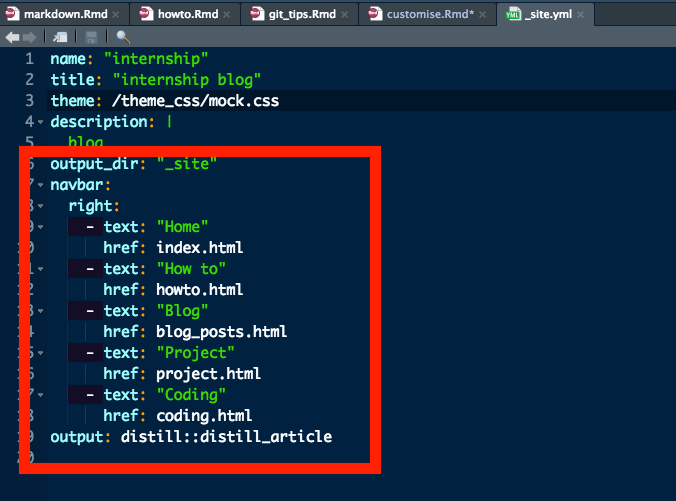 markdown.Rmd howto.Rmd git_tips.Rmd customise.Rmd* _site.yml
1 name: "internship"
2 title: "internship blog"
3 theme: /theme_css/mock.css
4 description: |
5 blog
output_dir: "_site"
navbar:
right:
- text: "Home"
href: index.html
- text: "How to"
href: howto.html
- text: "Blog"
href: blog_posts.html
- text: "Project"
href: project.html
- text: "Coding"
href: coding.html
output: distill::distill_article